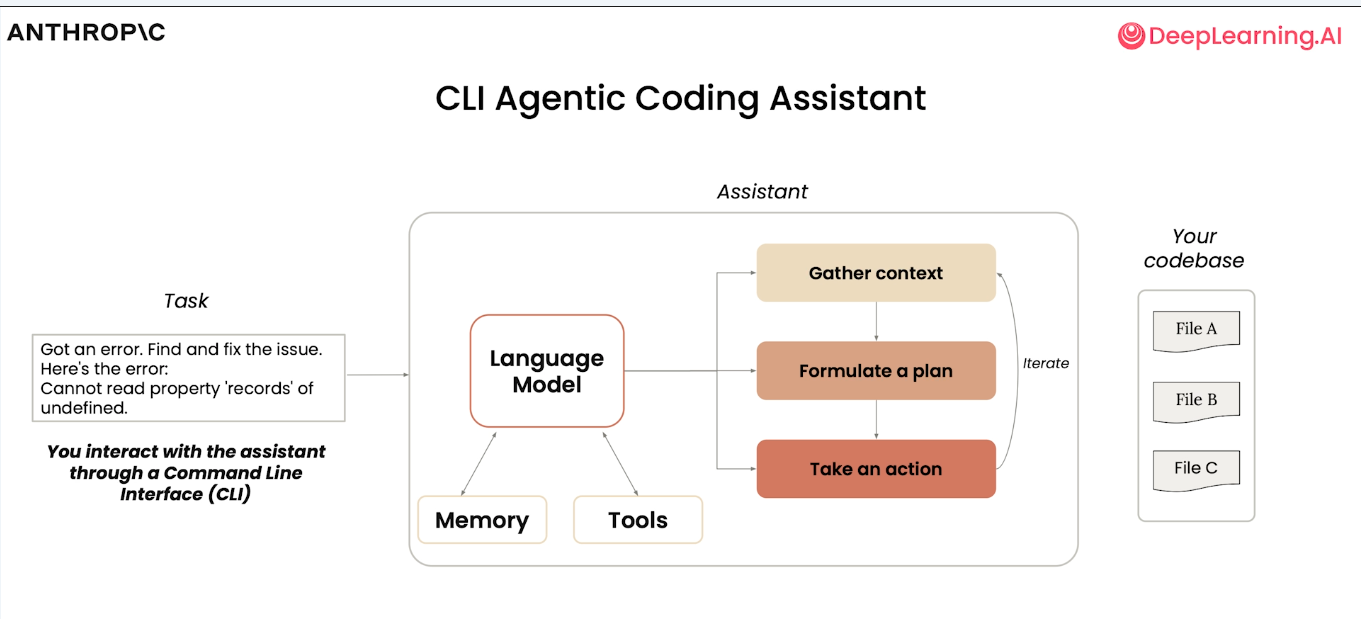 ANTHROP\C
DeepLearning.AI
CLI Agentic Coding Assistant
Assistant
Task
Got an error. Find and fix the issue.
Here's the error:
Cannot read property 'records' of
undefined.
You interact with the assistant
through a Command Line
Interface (CLI)
Language
Model
Memory
Tools
Gather context
Formulate a plan
Take an action
Iterate
Your
codebase
File A
File B
File C